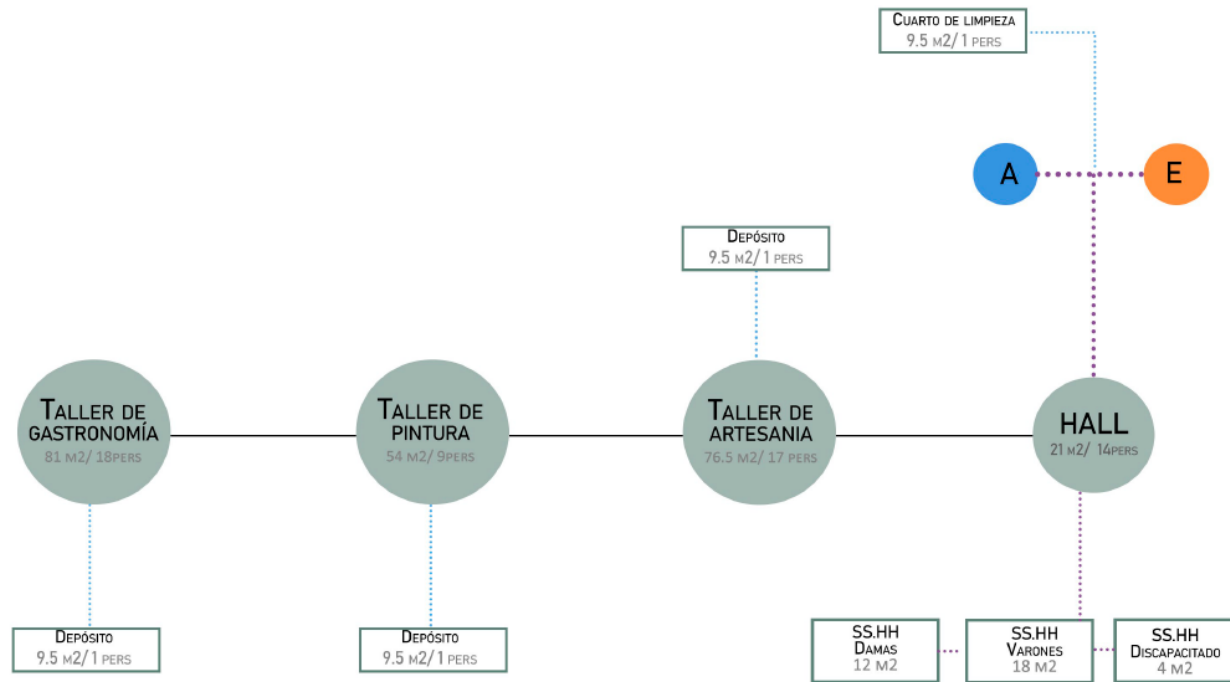 Cuarto de limpieza
9.5 m2/ 1 pers
A
E
Depósito
9.5 m2/ 1 pers
Taller de
gastronomía
81 m2/ 18pers
Taller de
pintura
54 m2/ 9pers
Taller de
artesania
76.5 m2/ 17 pers
HALL
21 m2/ 14pers
Depósito
9.5 m2/ 1 pers
Depósito
9.5 m2/ 1 pers
SS.HH
Damas
12 m2
SS.HH
Varones
18 m2
SS.HH
Discapacitado
4 m2